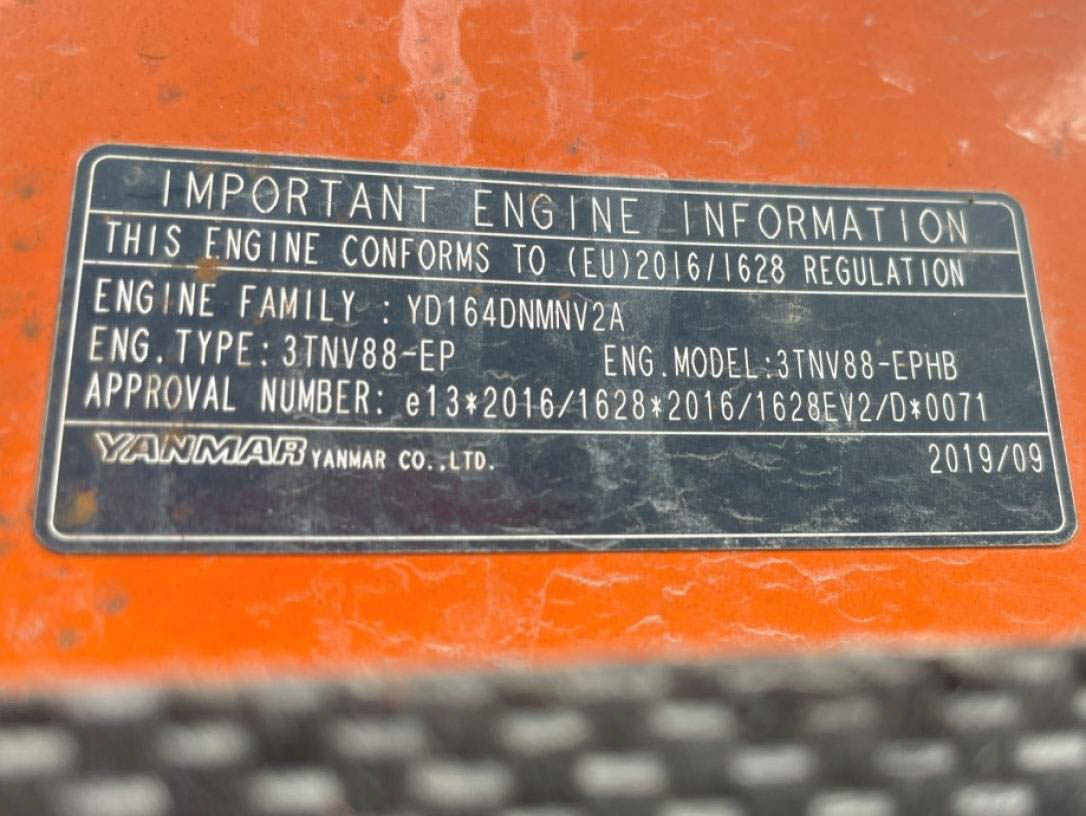 IMPORTANT ENGINE INFORMATION
THIS ENGINE CONFORMS TO (EU)2016/1628 REGULATION
ENGINE FAMILY : YD164DNMNV2A
ENG.TYPE:3TNV88-EP ENG.MODEL:3TNV88-EPHB
APPROVAL NUMBER: e13*2016/1628*2016/1628EV2/D*0071
YANMAR YANMAR CO.,LTD. 2019/09